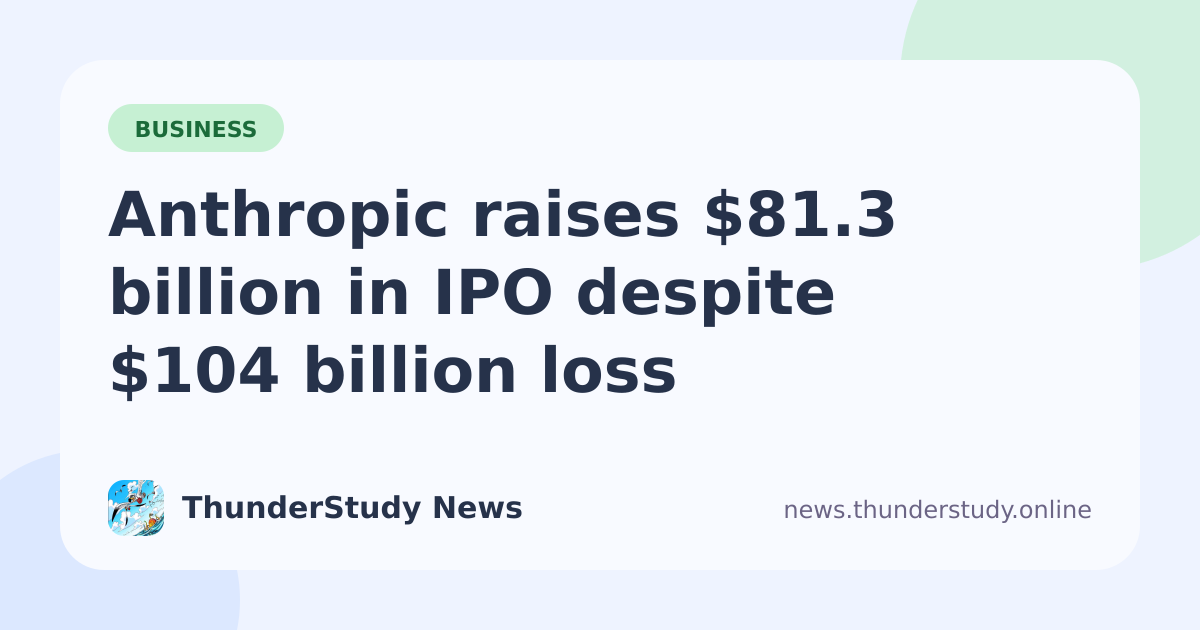 BUSINESS
Anthropic raises $81.3
billion in IPO despite
$104 billion loss
ThunderStudy News
news.thunderstudy.online